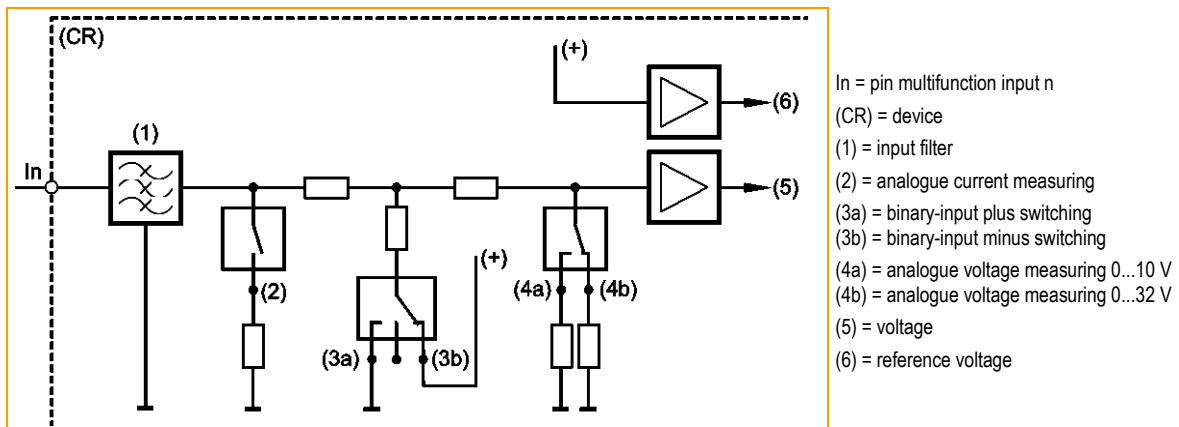 (CR)
(+)
(6)
(1)
In
(5)
(2)
(+)
(4a)
(4b)
(3a)
(3b)
In = pin multifunction input n
(CR) = device
(1) = input filter
(2) = analogue current measuring
(3a) = binary-input plus switching
(3b) = binary-input minus switching
(4a) = analogue voltage measuring 0...10 V
(4b) = analogue voltage measuring 0...32 V
(5) = voltage
(6) = reference voltage